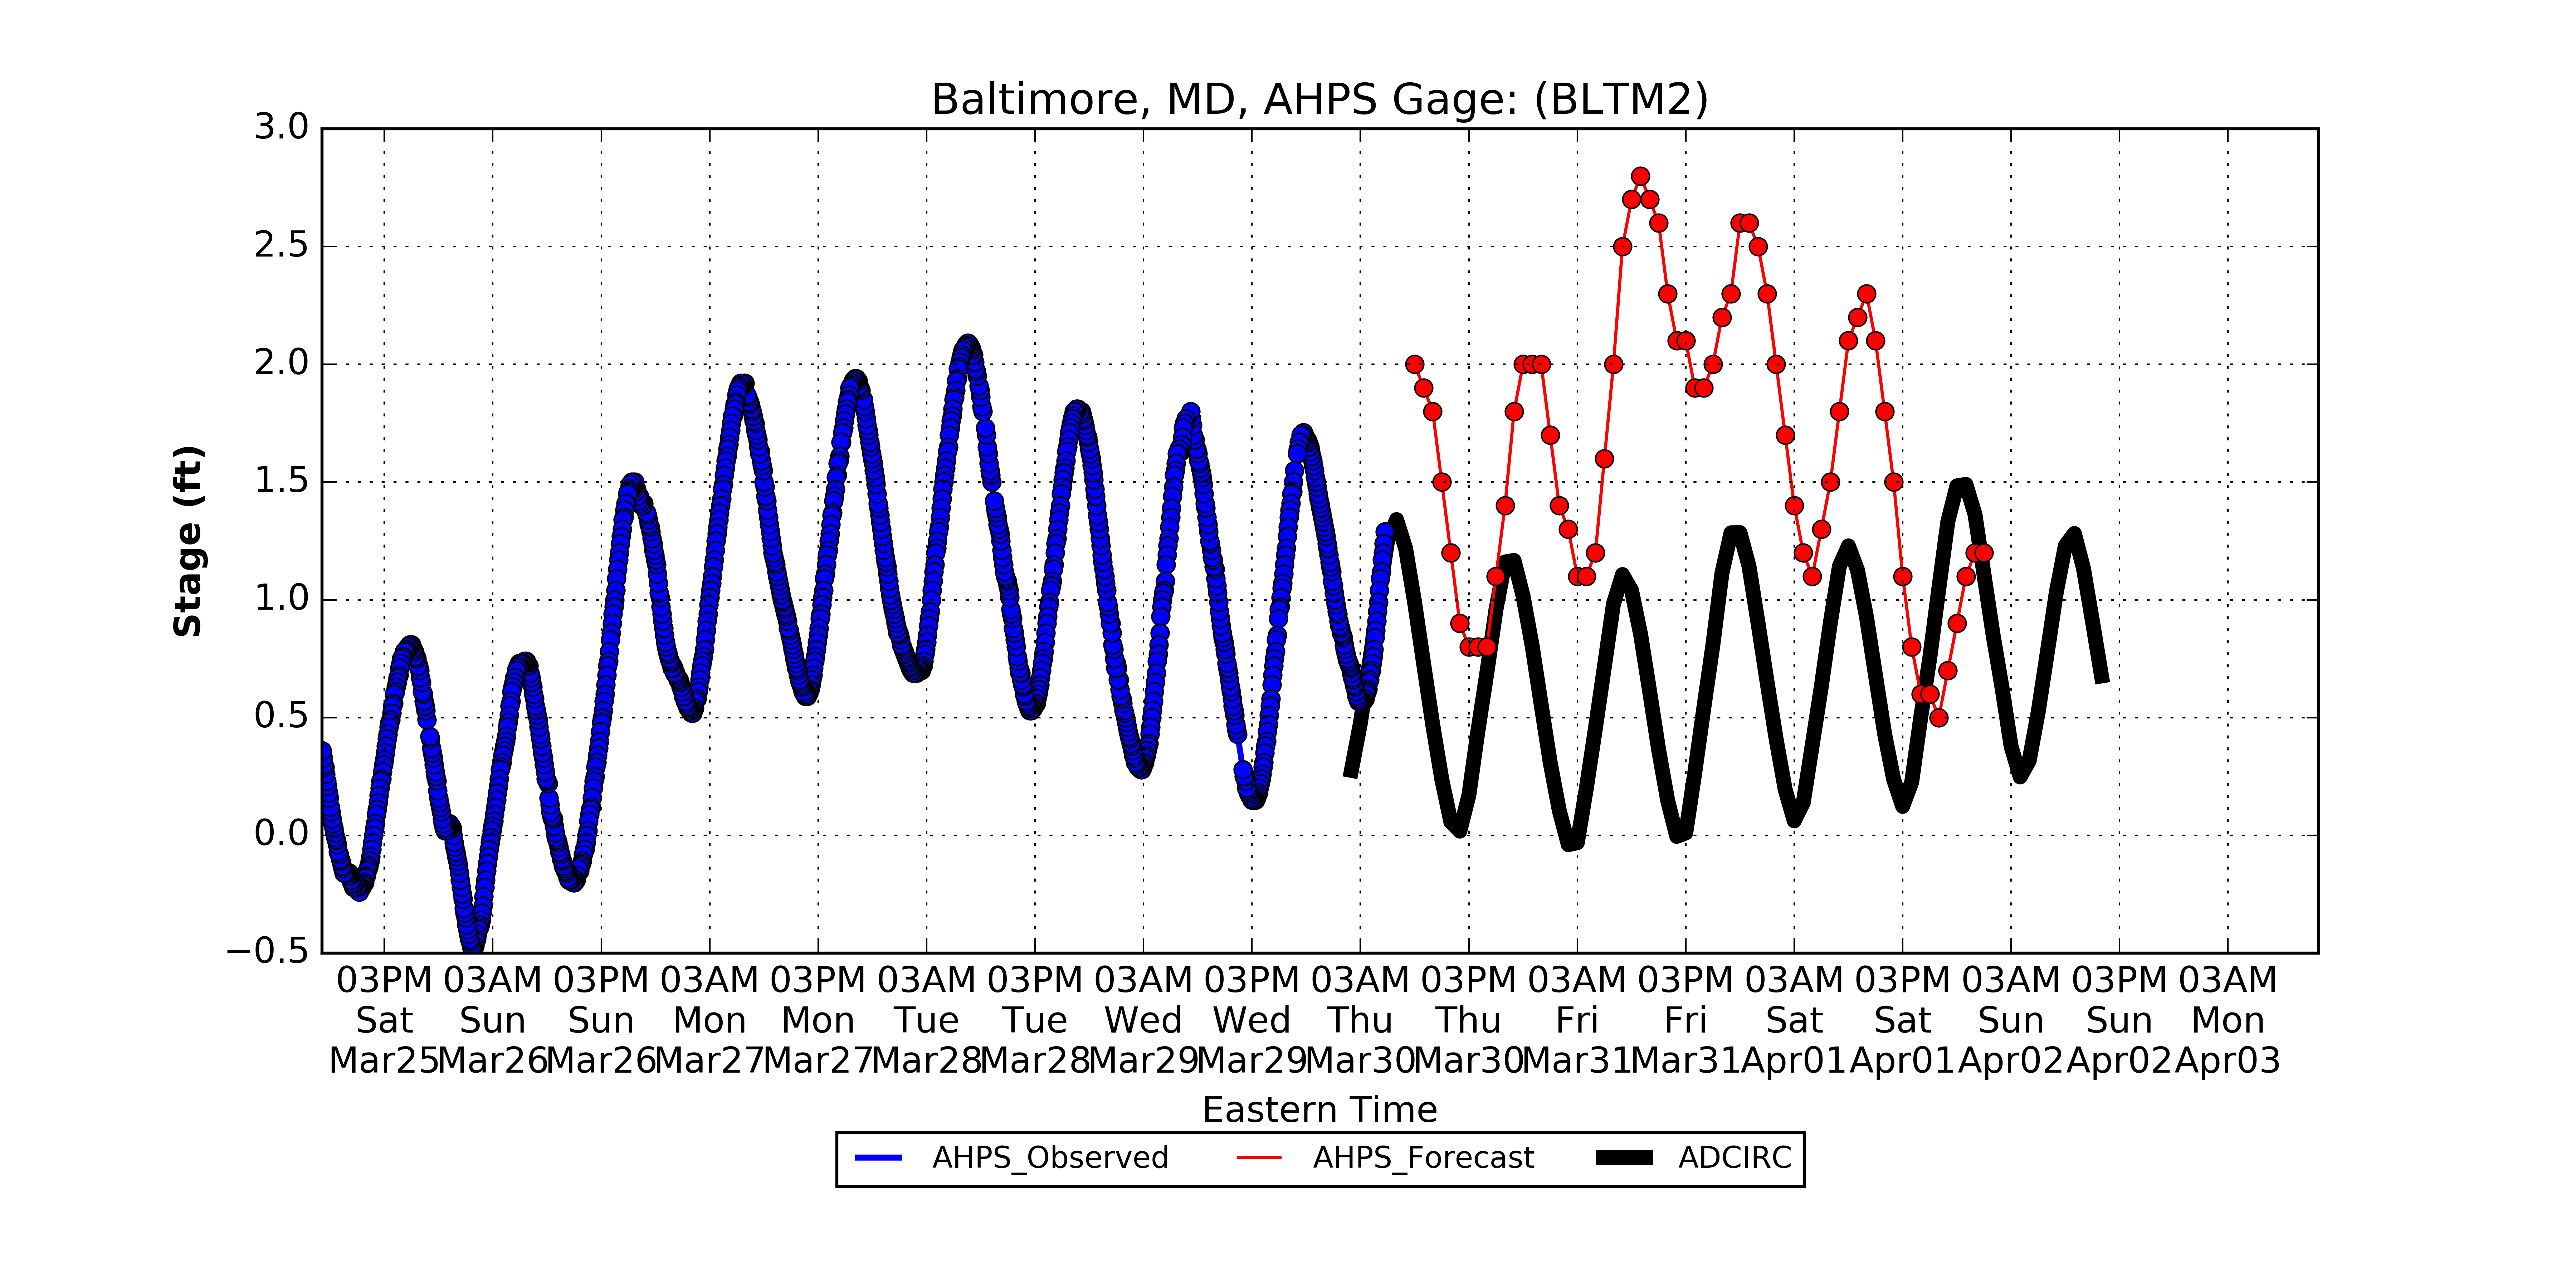 Baltimore, MD, AHPS Gage: (BLTM2)
3.0
2.5
2.0
1.5
1.0
0.5
0.0
−0.5
Stage (ft)
03PM 03AM 03PM 03AM 03PM 03AM 03PM 03AM 03PM 03AM 03PM 03AM 03PM 03AM 03PM 03AM 03PM 03AM
Sat Sun Sun Mon Mon Tue Tue Wed Wed Thu Thu Fri Fri Sat Sat Sun Sun Mon
Mar25 Mar26 Mar26 Mar27 Mar27 Mar28 Mar28 Mar29 Mar29 Mar30 Mar30 Mar31 Mar31 Apr01 Apr01 Apr02 Apr02 Apr03
Eastern Time
AHPS_Observed AHPS_Forecast ADCIRC